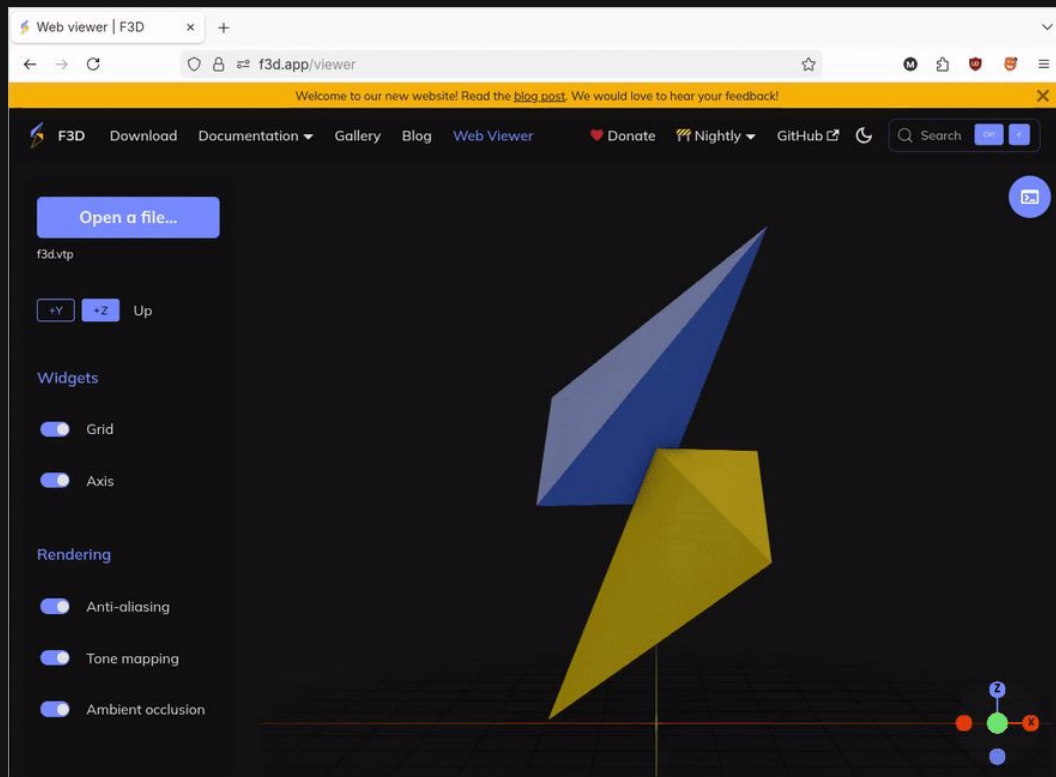 Web viewer | F3D
f3d.app/viewer
Welcome to our new website! Read the blog post. We would love to hear your feedback!
F3D Download Documentation Gallery Blog Web Viewer Donate Nightly GitHub Search Ctrl K
Open a file...
f3d.vtp
+Y +Z Up
Widgets
Grid
Axis
Rendering
Anti-aliasing
Tone mapping
Ambient occlusion
Z
X